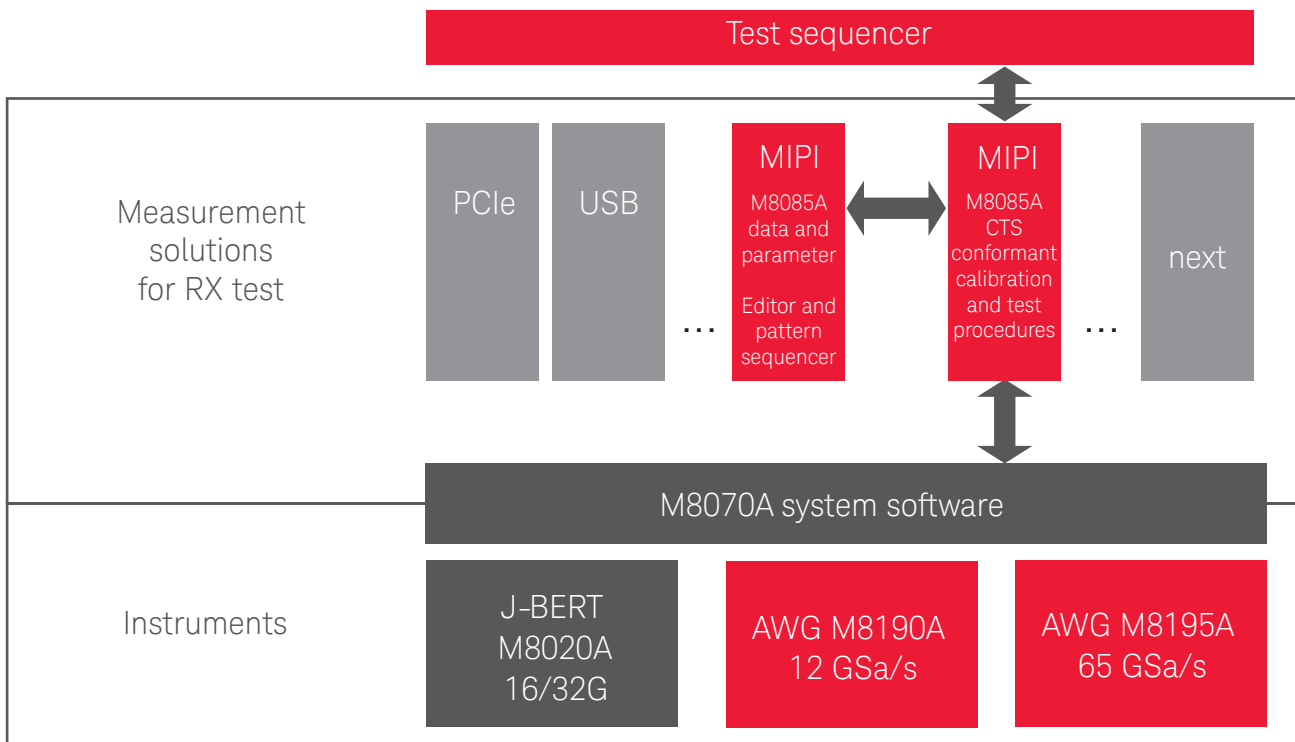 Test sequencer
Measurement
solutions
for RX test
PCIe
USB
...
MIPI
M8085A
data and
parameter
Editor and
pattern
sequencer
MIPI
M8085A
CTS
conformant
calibration
and test
procedures
...
next
M8070A system software
Instruments
J-BERT
M8020A
16/32G
AWG M8190A
12 GSa/s
AWG M8195A
65 GSa/s